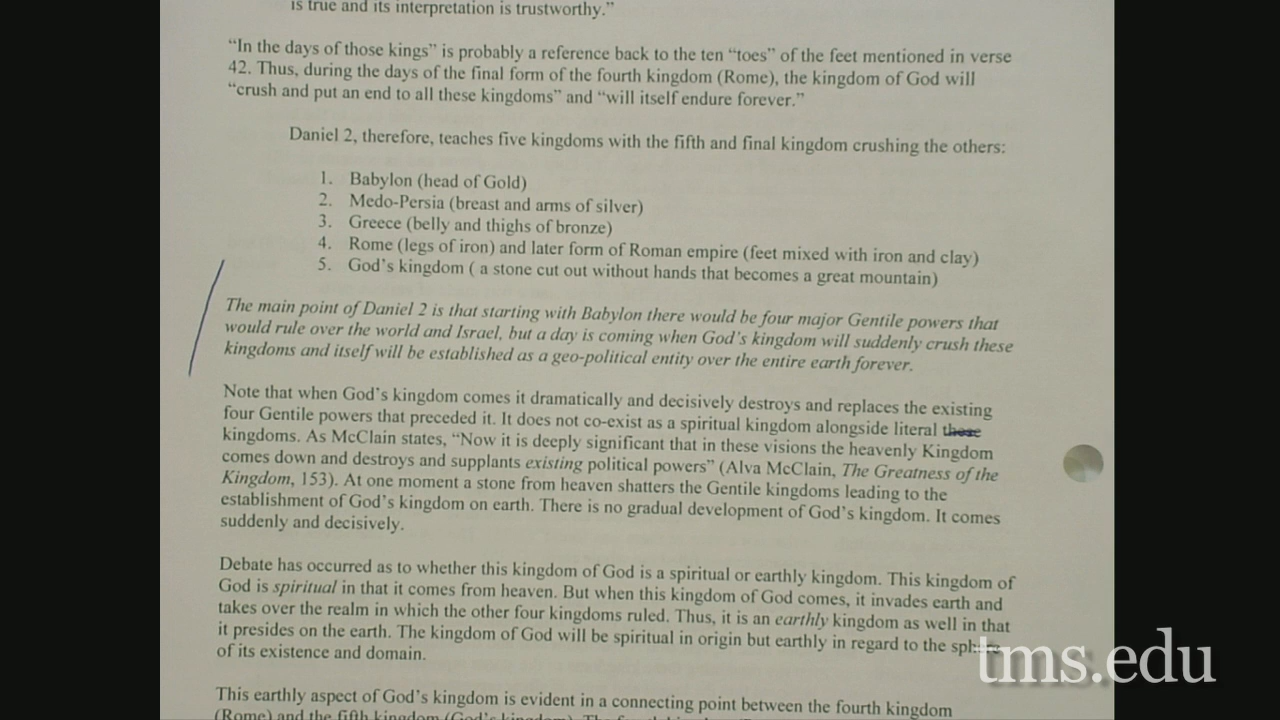 is true and its interpretation is trustworthy.”
“In the days of those kings” is probably a reference back to the ten “toes” of the feet mentioned in verse
42. Thus, during the days of the final form of the fourth kingdom (Rome), the kingdom of God will
“crush and put an end to all these kingdoms” and “will itself endure forever.”
Daniel 2, therefore, teaches five kingdoms with the fifth and final kingdom crushing the others:
1. Babylon (head of Gold)
2. Medo-Persia (breast and arms of silver)
3. Greece (belly and thighs of bronze)
4. Rome (legs of iron) and later form of Roman empire (feet mixed with iron and clay)
5. God’s kingdom ( a stone cut out without hands that becomes a great mountain)
The main point of Daniel 2 is that starting with Babylon there would be four major Gentile powers that
would rule over the world and Israel, but a day is coming when God’s kingdom will suddenly crush these
kingdoms and itself will be established as a geo-political entity over the entire earth forever.
Note that when God’s kingdom comes it dramatically and decisively destroys and replaces the existing
four Gentile powers that preceded it. It does not co-exist as a spiritual kingdom alongside literal these
kingdoms. As McClain states, “Now it is deeply significant that in these visions the heavenly Kingdom
comes down and destroys and supplants existing political powers” (Alva McClain, The Greatness of the
Kingdom, 153). At one moment a stone from heaven shatters the Gentile kingdoms leading to the
establishment of God’s kingdom on earth. There is no gradual development of God’s kingdom. It comes
suddenly and decisively.
Debate has occurred as to whether this kingdom of God is a spiritual or earthly kingdom. This kingdom of
God is spiritual in that it comes from heaven. But when this kingdom of God comes, it invades earth and
takes over the realm in which the other four kingdoms ruled. Thus, it is an earthly kingdom as well in that
it presides on the earth. The kingdom of God will be spiritual in origin but earthly in regard to the sphere
of its existence and domain.
tms.edu
This earthly aspect of God’s kingdom is evident in a connecting point between the fourth kingdom
(Rome) and the fifth kingdom (God’s kingdom). The